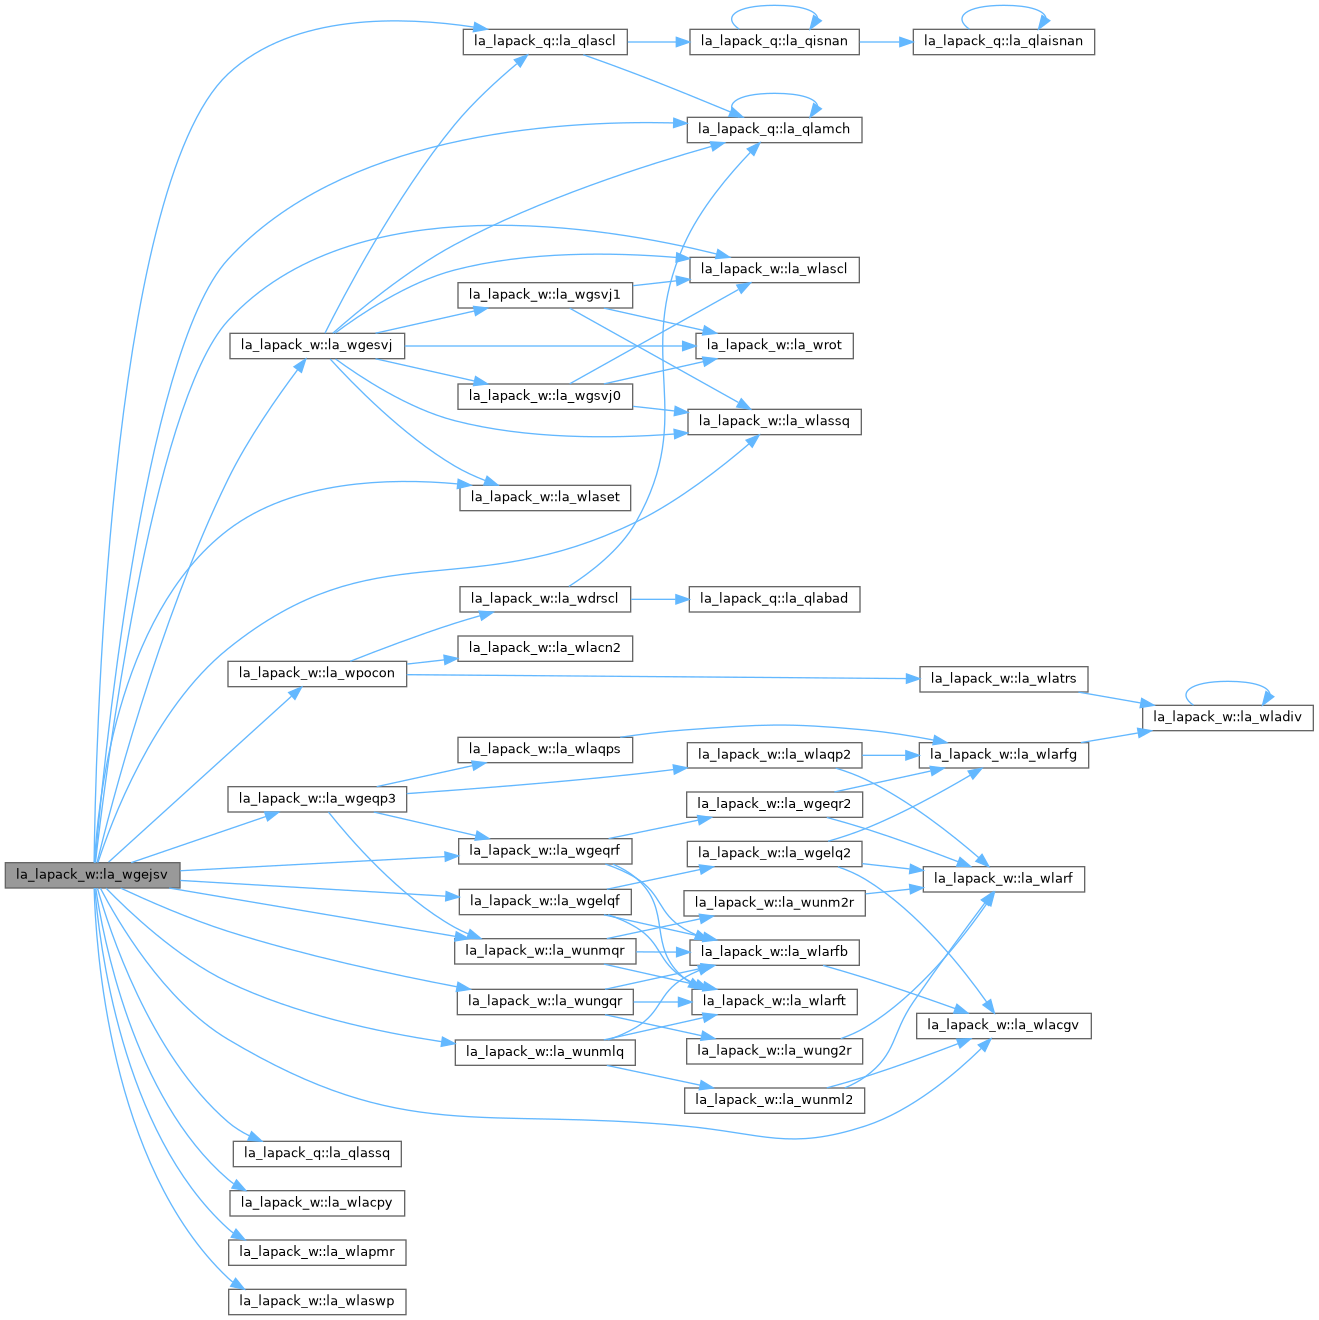 la_lapack_q::la_qlascl
la_lapack_q::la_qisnan
la_lapack_q::la_qlaisnan
la_lapack_q::la_qlamch
la_lapack_w::la_wlascl
la_lapack_w::la_wgsvj1
la_lapack_w::la_wgesvj
la_lapack_w::la_wrot
la_lapack_w::la_wgsvj0
la_lapack_w::la_wlassq
la_lapack_w::la_wlaset
la_lapack_w::la_wdrscl
la_lapack_q::la_qlabad
la_lapack_w::la_wlacn2
la_lapack_w::la_wpocon
la_lapack_w::la_wlatrs
la_lapack_w::la_wladiv
la_lapack_w::la_wlaqps
la_lapack_w::la_wlaqp2
la_lapack_w::la_wlarfg
la_lapack_w::la_wgeqp3
la_lapack_w::la_wgeqr2
la_lapack_w::la_wgeqrf
la_lapack_w::la_wgelq2
la_lapack_w::la_wgejsv
la_lapack_w::la_wlarf
la_lapack_w::la_wgelqf
la_lapack_w::la_wunm2r
la_lapack_w::la_wunmqr
la_lapack_w::la_wlarfb
la_lapack_w::la_wungqr
la_lapack_w::la_wlarft
la_lapack_w::la_wlacgv
la_lapack_w::la_wunmlq
la_lapack_w::la_wung2r
la_lapack_w::la_wunml2
la_lapack_q::la_qlassq
la_lapack_w::la_wlacpy
la_lapack_w::la_wlapmr
la_lapack_w::la_wlaswp